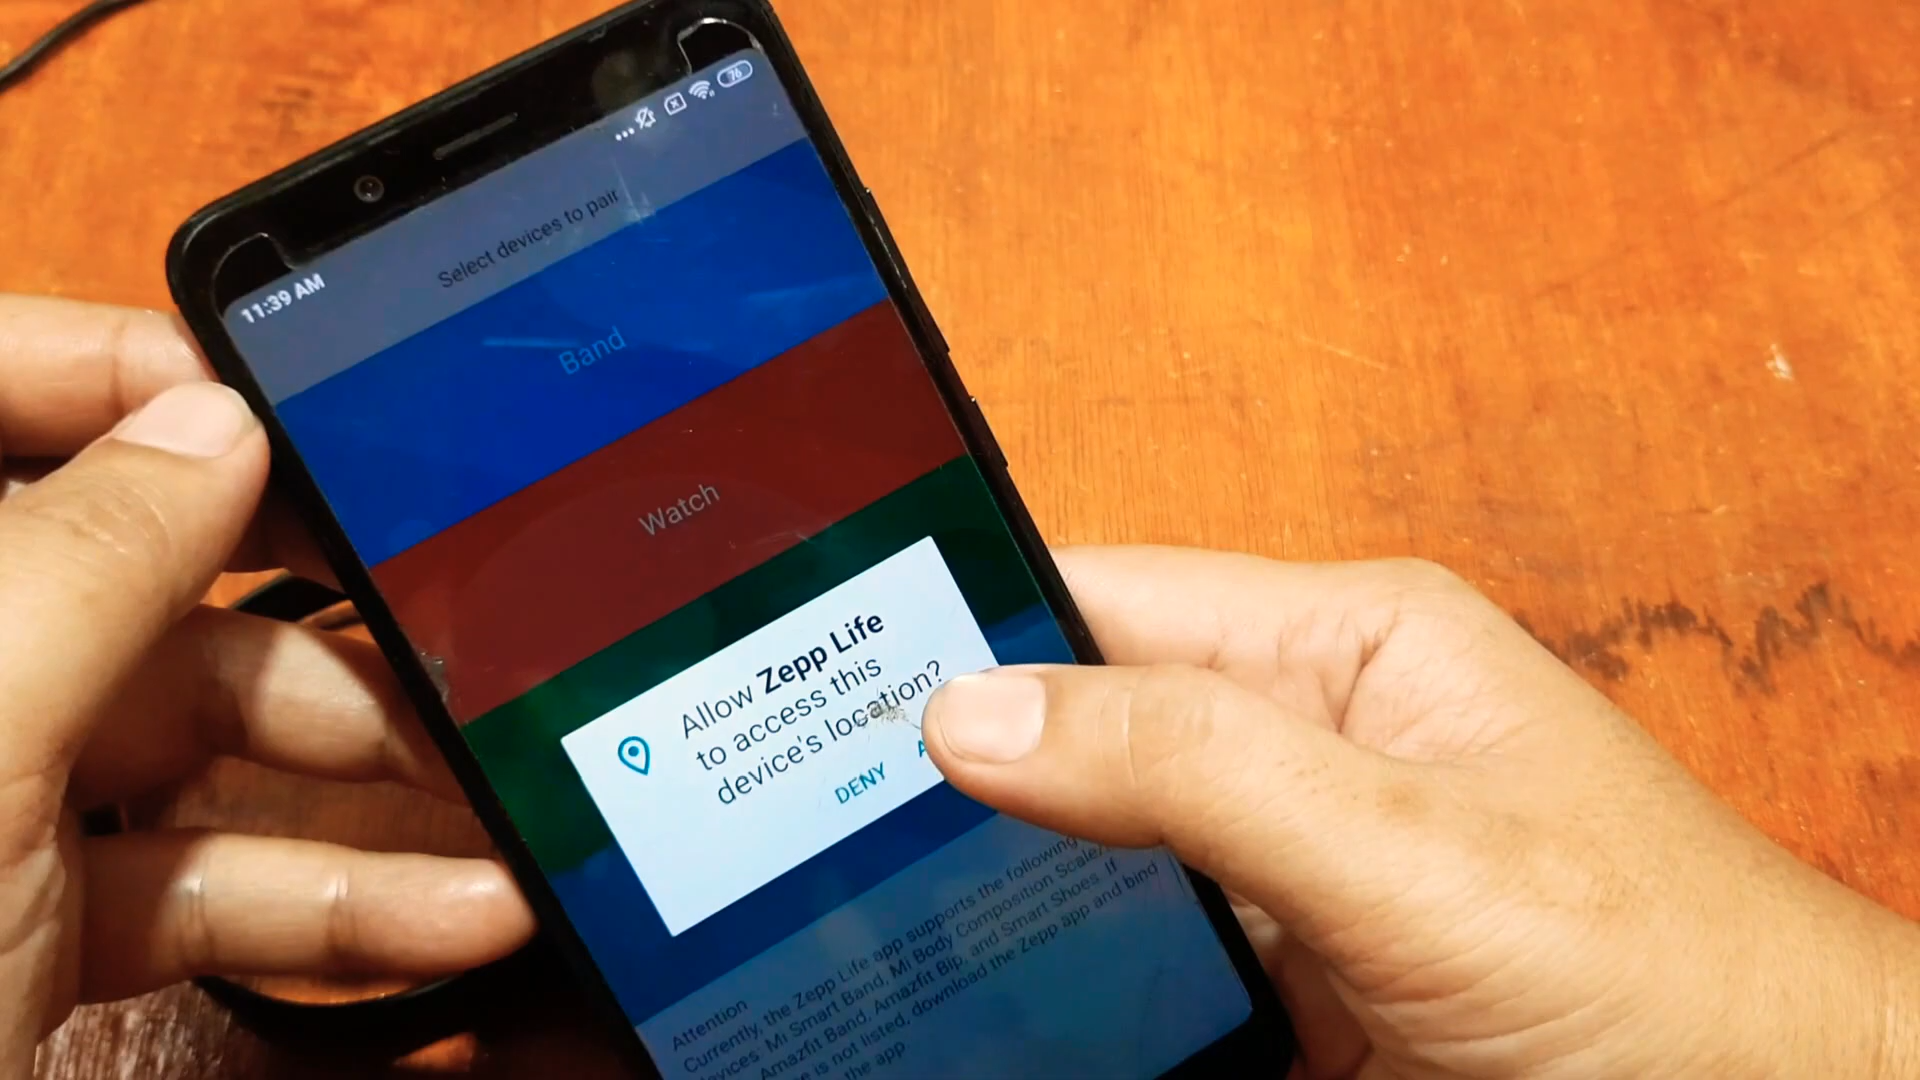 11:39 AM
76
Select devices to pair
Band
Watch
Allow Zepp Life
to access this
device's location?
DENY
Attention
Currently, the Zepp Life app supports the following
Mi Smart Band, Mi Body Composition Scale/
Amazfit Band, Amazfit Bip, and Smart Shoes. If
is not listed, download the Zepp app and bind
the app